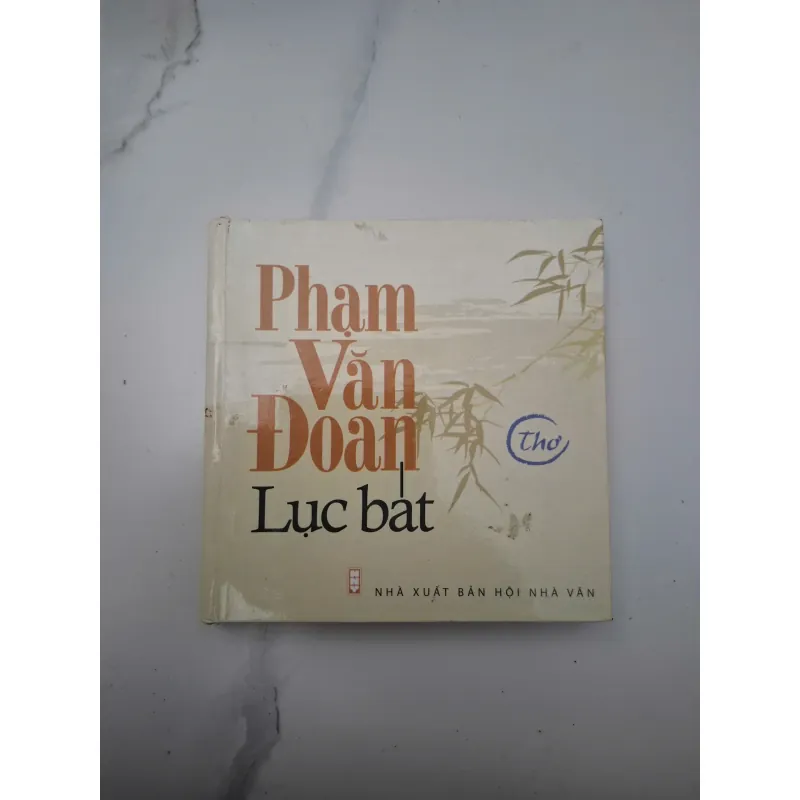 Phạm
Văn
Đoan
Lục bát
Thơ
NHÀ XUẤT BẢN HỘI NHÀ VĂN